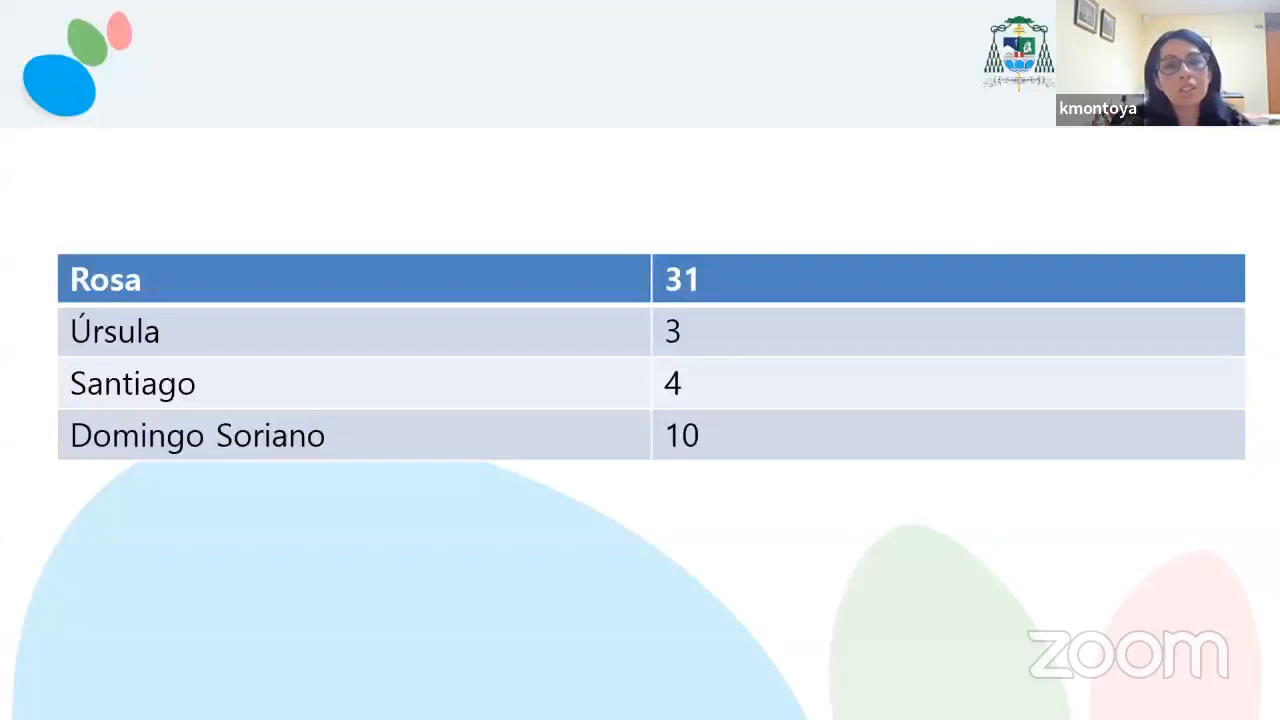 kmontoya
Rosa 31
Úrsula 3
Santiago 4
Domingo Soriano 10
zoom